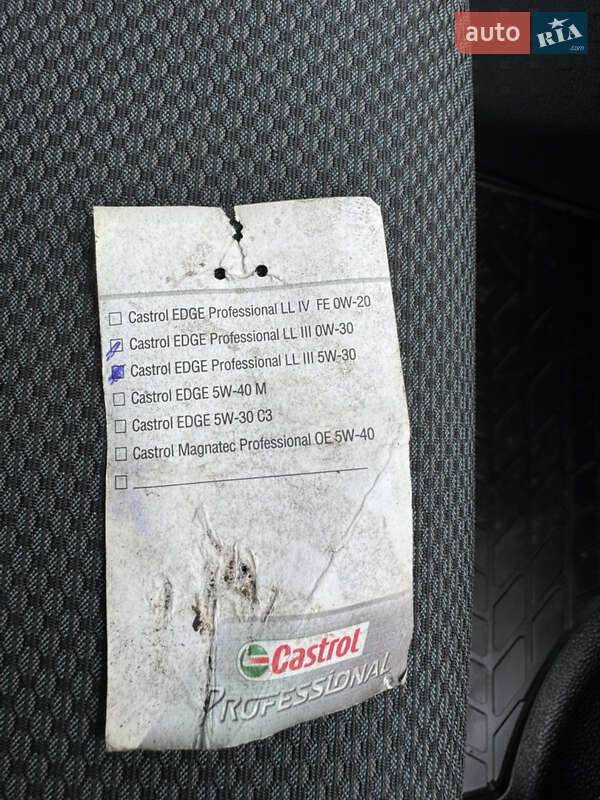 auto RIA
.com
Castrol EDGE Professional LL IV FE 0W-20
Castrol EDGE Professional LL III 0W-30
Castrol EDGE Professional LL III 5W-30
Castrol EDGE 5W-40 M
Castrol EDGE 5W-30 C3
Castrol Magnatec Professional OE 5W-40
Castrol
PROFESSIONAL